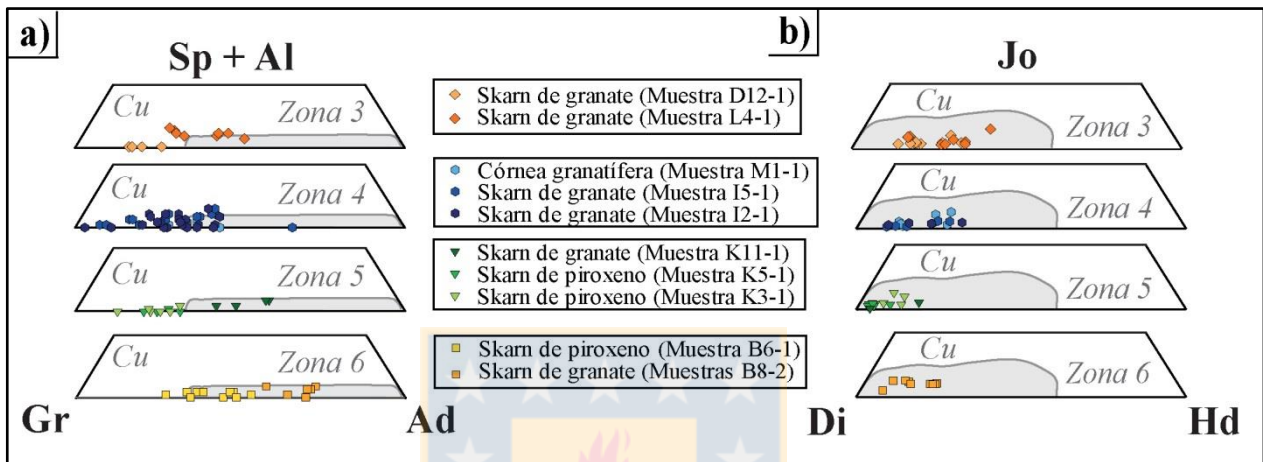 a)
Sp + Al
Cu
Zona 3
Cu
Zona 4
Cu
Zona 5
Cu
Zona 6
Gr
Ad
Skarn de granate (Muestra D12-1)
Skarn de granate (Muestra L4-1)
Córnea granatífera (Muestra M1-1)
Skarn de granate (Muestra I5-1)
Skarn de granate (Muestra I2-1)
Skarn de granate (Muestra K11-1)
Skarn de piroxeno (Muestra K5-1)
Skarn de piroxeno (Muestra K3-1)
Skarn de piroxeno (Muestra B6-1)
Skarn de granate (Muestras B8-2)
b)
Jo
Cu
Zona 3
Cu
Zona 4
Cu
Zona 5
Cu
Zona 6
Di
Hd